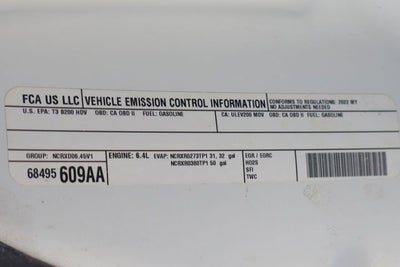 FCA US LLC VEHICLE EMISSION CONTROL INFORMATION CONFORMS TO REGULATIONS: 2022 MY
NO ADJUSTMENTS NEEDED
U.S. EPA: T3 B200 HDV OBD: CA OBD II FUEL: GASOLINE CA: ULEV200 MDV OBD: CA OBD II FUEL: GASOLINE
GROUP: NCRXD06.45V1 ENGINE: 6.4L EVAP: NCRXR0273TP1 31, 32 gal EGR / EGRC
NCRXR0380TP1 50 gal HO2S
SFI
TWC
68495 609AA